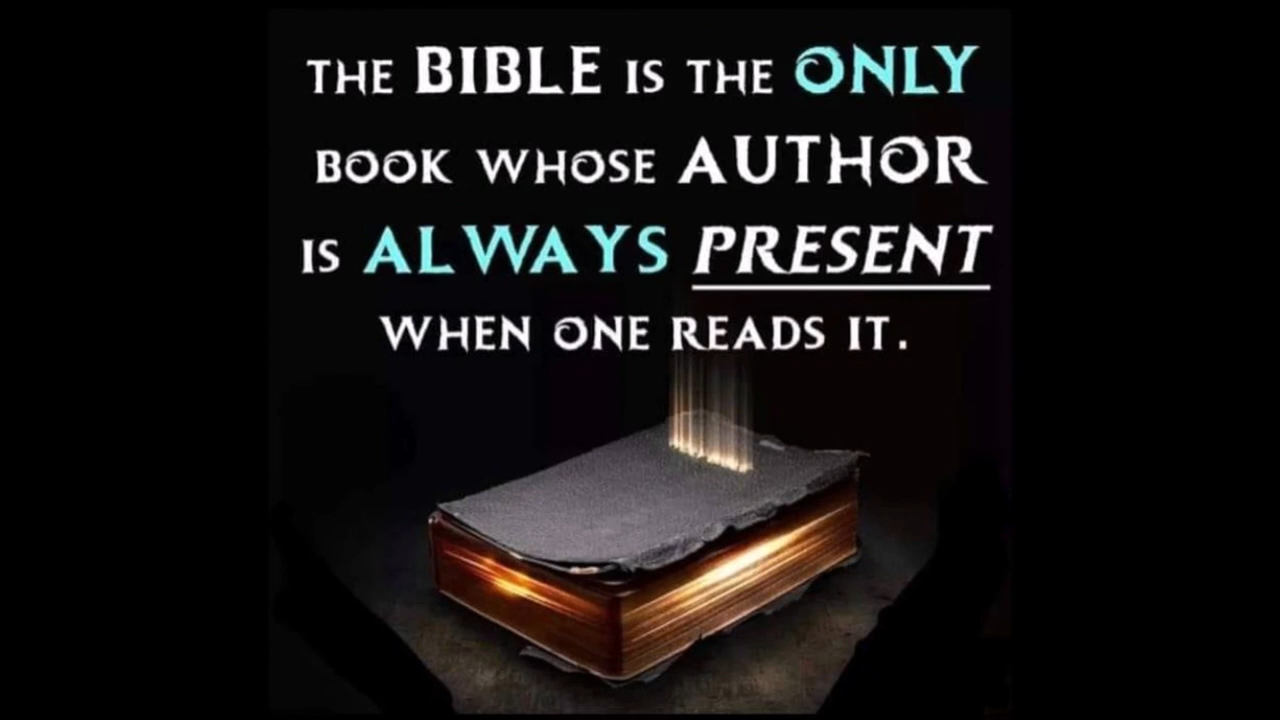 THE BIBLE IS THE ONLY
BOOK WHOSE AUTHOR
IS ALWAYS PRESENT
WHEN ONE READS IT.